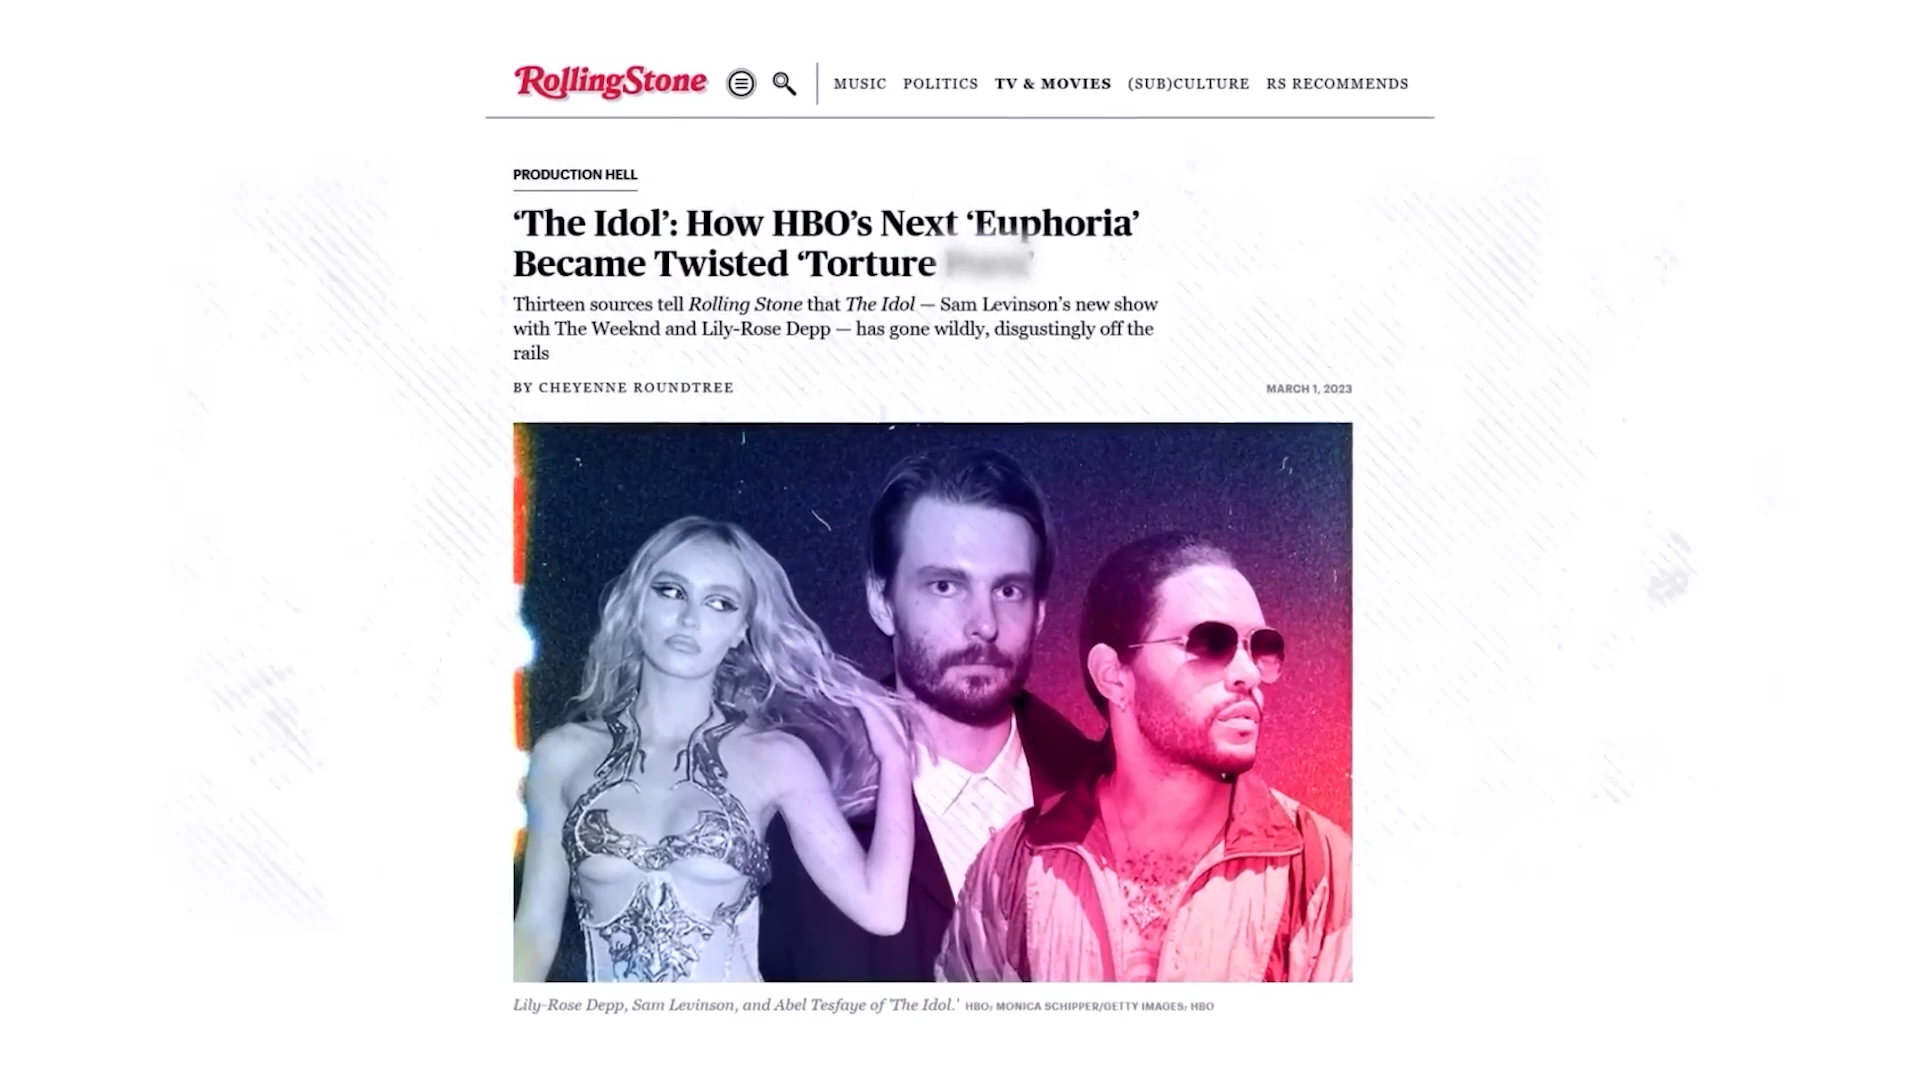 RollingStone MUSIC POLITICS TV & MOVIES (SUB)CULTURE RS RECOMMENDS
PRODUCTION HELL
‘The Idol’: How HBO’s Next ‘Euphoria’
Became Twisted ‘Torture
Thirteen sources tell Rolling Stone that The Idol — Sam Levinson’s new show
with The Weeknd and Lily-Rose Depp — has gone wildly, disgustingly off the
rails
BY CHEYENNE ROUNDTREE MARCH 1, 2023
Lily-Rose Depp, Sam Levinson, and Abel Tesfaye of 'The Idol.' HBO; MONICA SCHIPPER/GETTY IMAGES; HBO